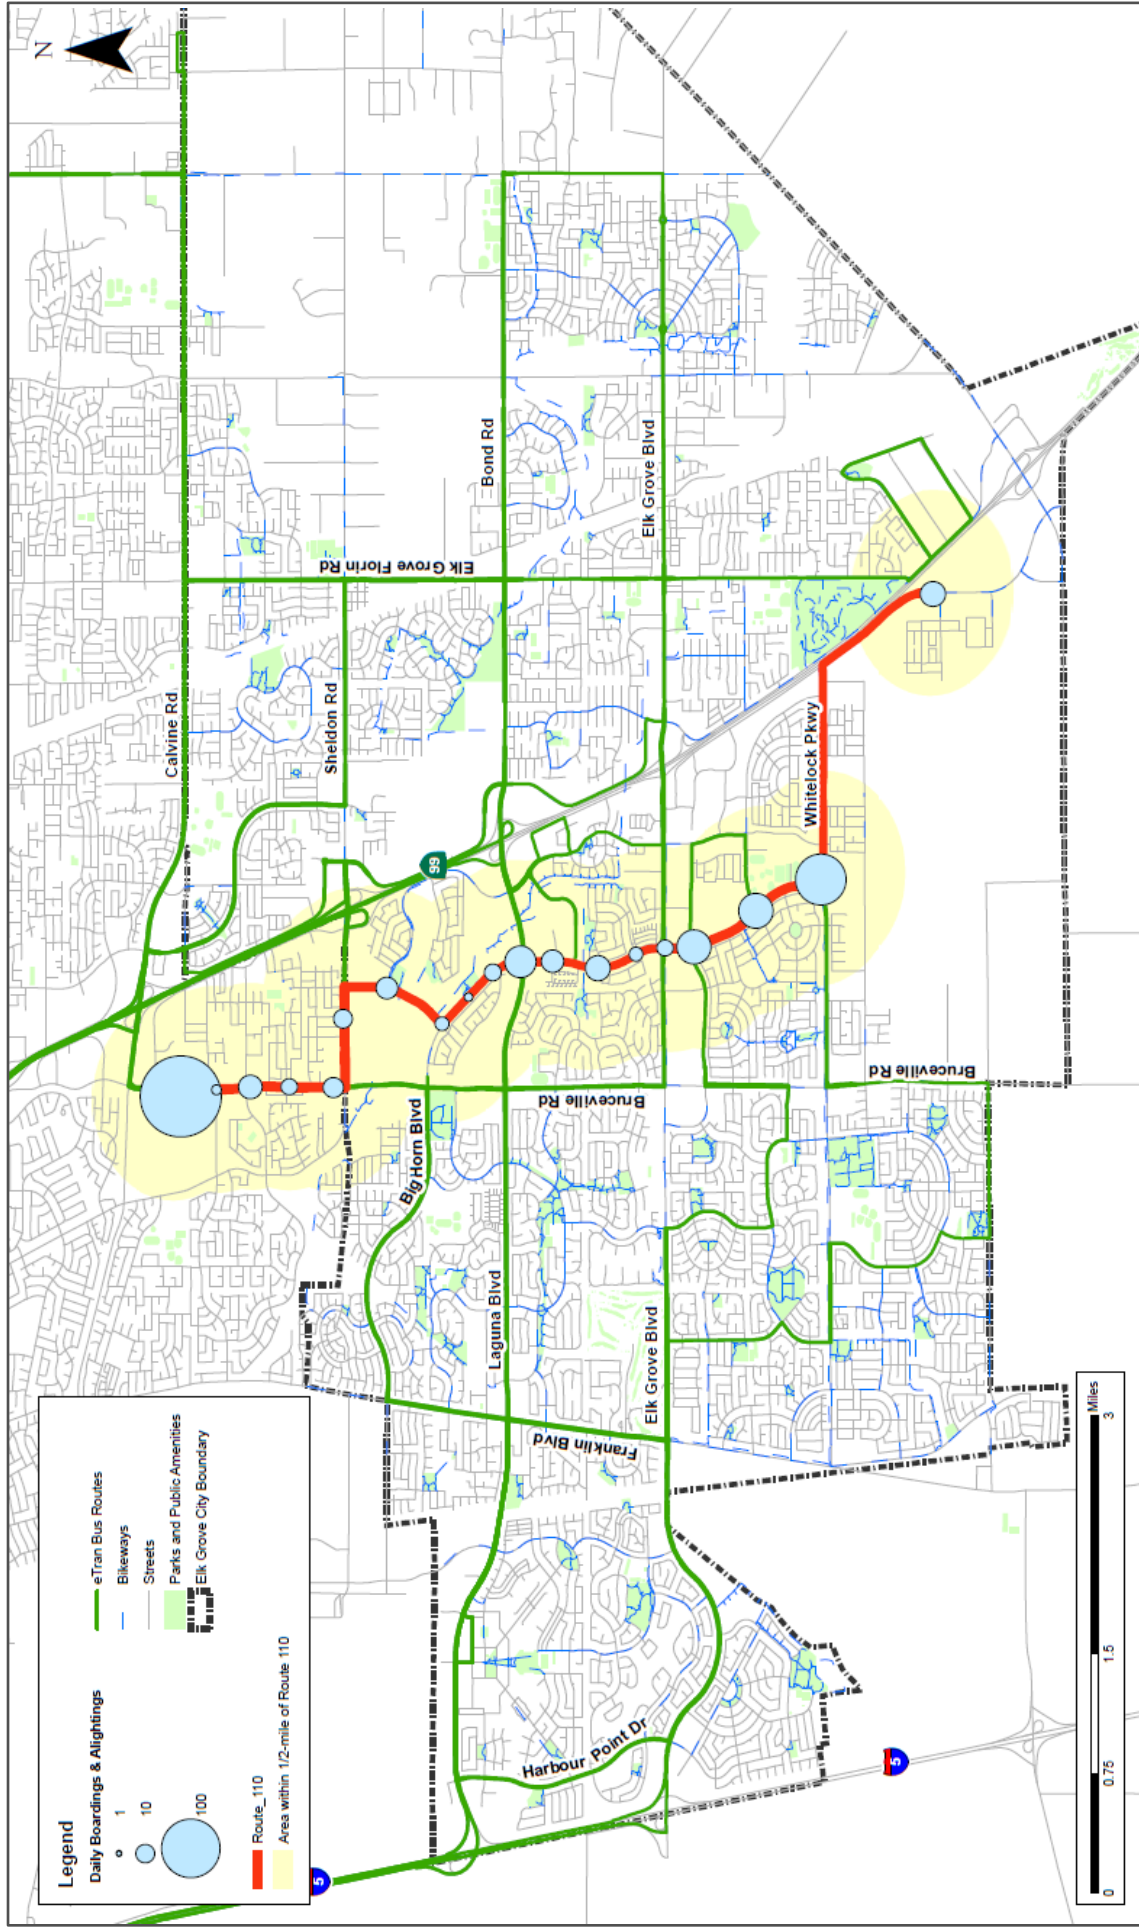 N
Legend
Daily Boardings & Alightings
1
10
100
Route_110
Area within 1/2-mile of Route 110
eTran Bus Routes
Bikeways
Streets
Parks and Public Amenities
Elk Grove City Boundary
Calvine Rd
Sheldon Rd
Elk Grove Florin Rd
Bond Rd
Elk Grove Blvd
Whitelock Pkwy
99
Big Horn Blvd
Bruceville Rd
Bruceville Rd
Laguna Blvd
Elk Grove Blvd
Franklin Blvd
Harbour Point Dr
5
5
0 0.75 1.5 3
Miles